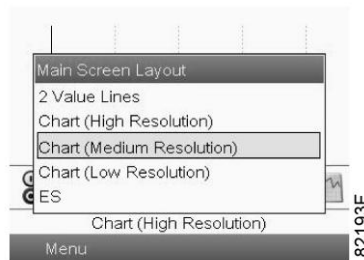 Main Screen Layout
2 Value Lines
Chart (High Resolution)
Chart (Medium Resolution)
Chart (Low Resolution)
ES
Chart (High Resolution)
Menu
82193F